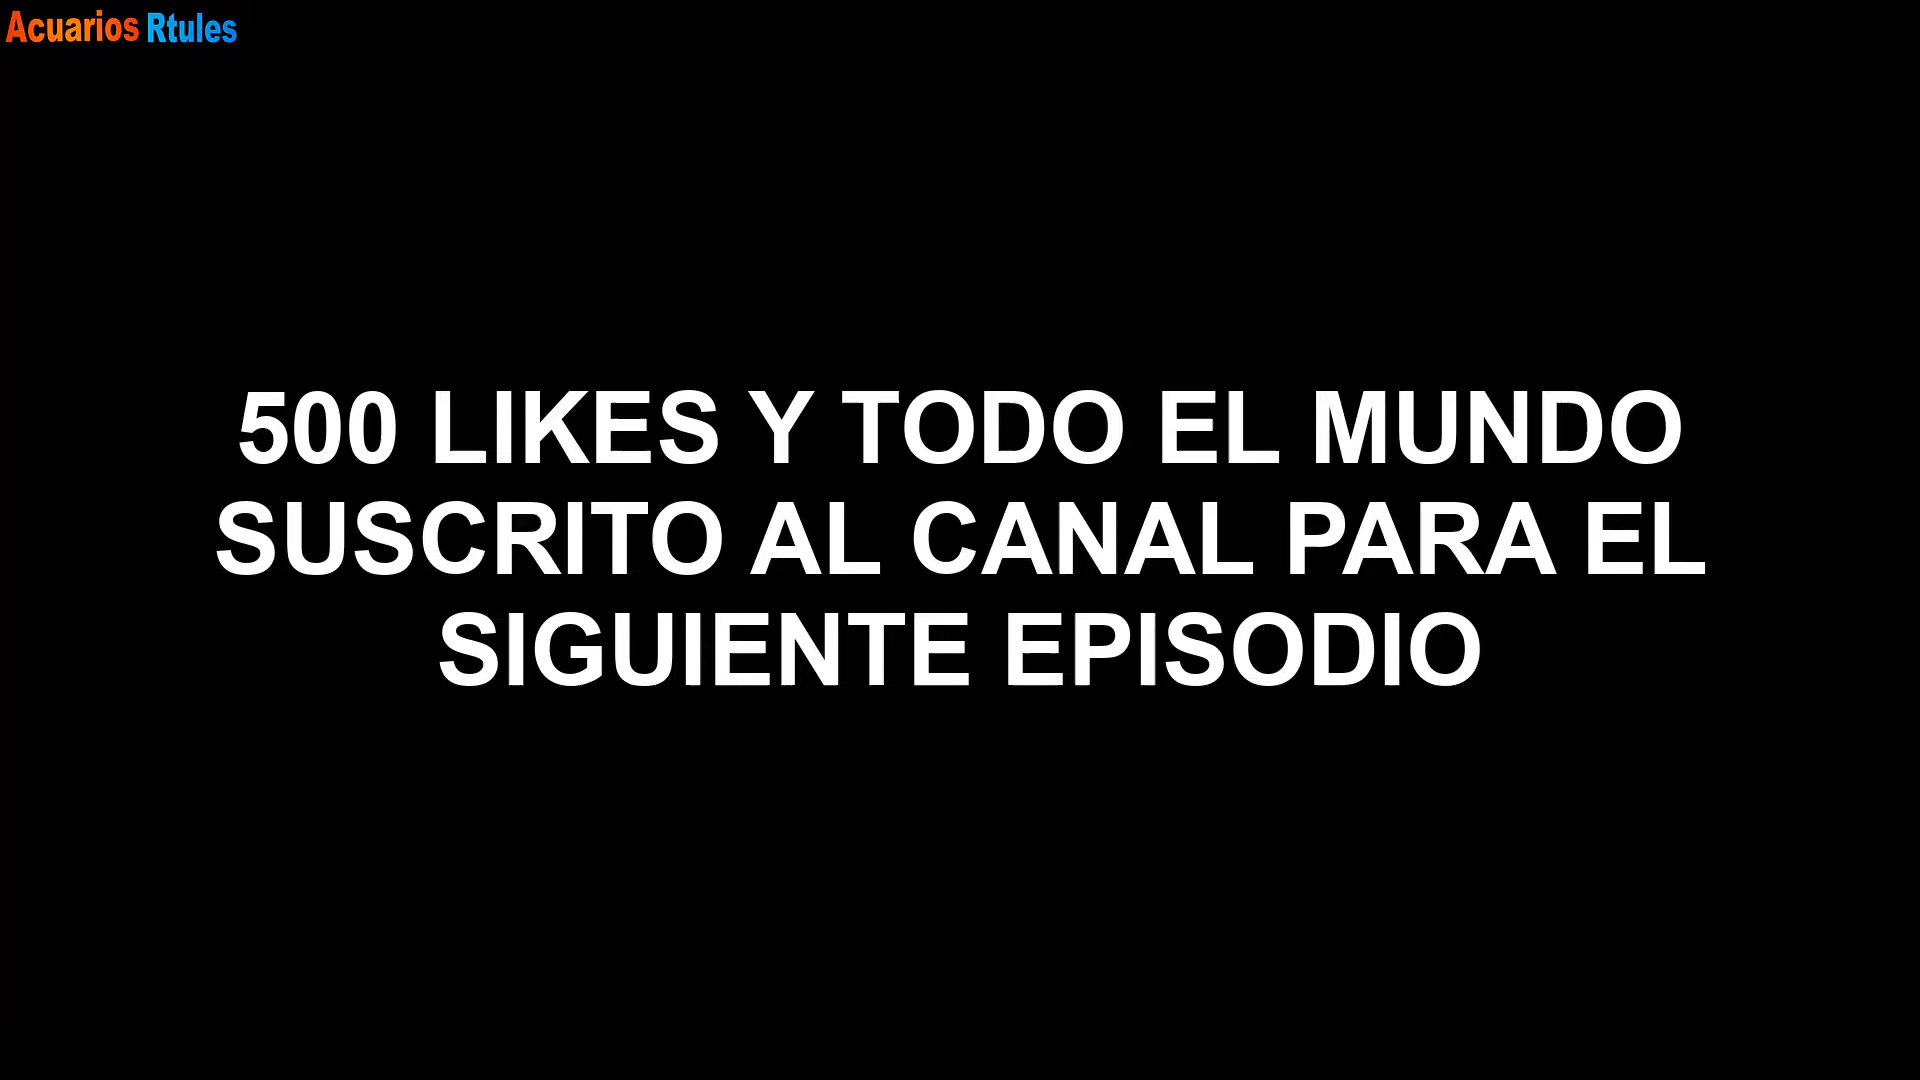 Acuarios Rtules
500 LIKES Y TODO EL MUNDO
SUSCRITO AL CANAL PARA EL
SIGUIENTE EPISODIO